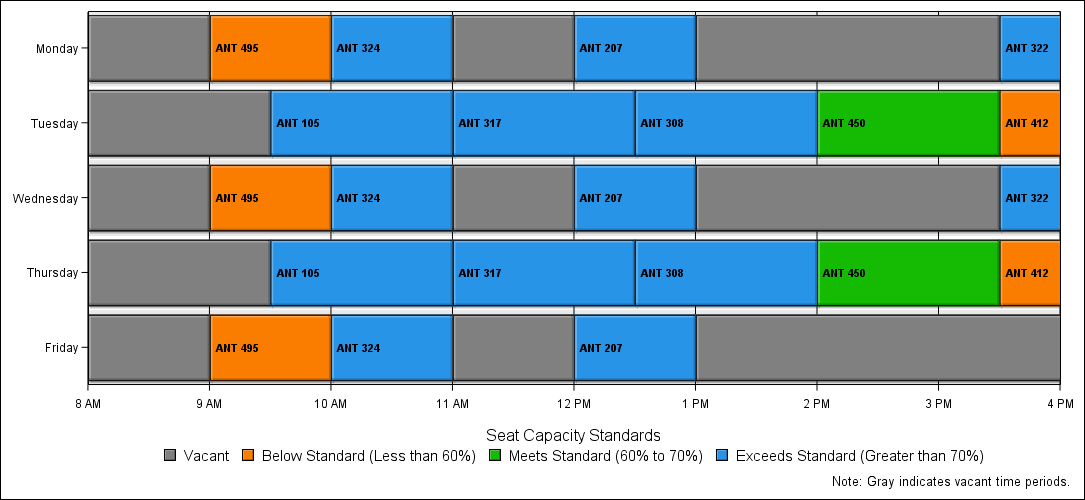 Monday ANT 495 ANT 324 ANT 207 ANT 322
Tuesday ANT 105 ANT 317 ANT 308 ANT 450 ANT 412
Wednesday ANT 495 ANT 324 ANT 207 ANT 322
Thursday ANT 105 ANT 317 ANT 308 ANT 450 ANT 412
Friday ANT 495 ANT 324 ANT 207
8 AM 9 AM 10 AM 11 AM 12 PM 1 PM 2 PM 3 PM 4 PM
Seat Capacity Standards
Vacant Below Standard (Less than 60%) Meets Standard (60% to 70%) Exceeds Standard (Greater than 70%)
Note: Gray indicates vacant time periods.